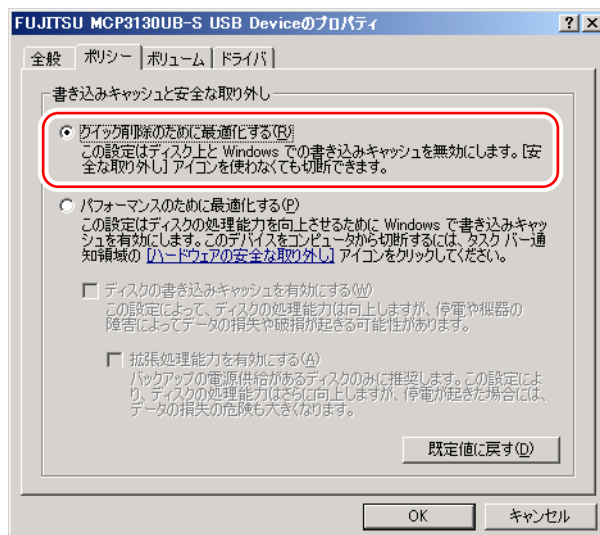 FUJITSU MCP3130UB-S USB Deviceのプロパティ
全般 ポリシー ボリューム ドライバ
書き込みキャッシュと安全な取り外し
クイック削除のために最適化する(R)
この設定はディスク上と Windows での書き込みキャッシュを無効にします。[安
全な取り外し] アイコンを使わなくても切断できます。
パフォーマンスのために最適化する(P)
この設定はディスクの処理能力を向上させるために Windows で書き込みキャッ
シュを有効にします。このデバイスをコンピュータから切断するには、タスク バー通
知領域の [ハードウェアの安全な取り外し] アイコンをクリックしてください。
ディスクの書き込みキャッシュを有効にする(W)
この設定によって、ディスクの処理能力は向上しますが、停電や機器の
障害によってデータの損失や破損が起きる可能性があります。
拡張処理能力を有効にする(A)
バックアップの電源供給があるディスクのみに推奨します。この設定によ
り、ディスクの処理能力はさらに向上しますが、停電が起きた場合には、
データの損失の危険も大きくなります。
既定値に戻す(D)
OK キャンセル